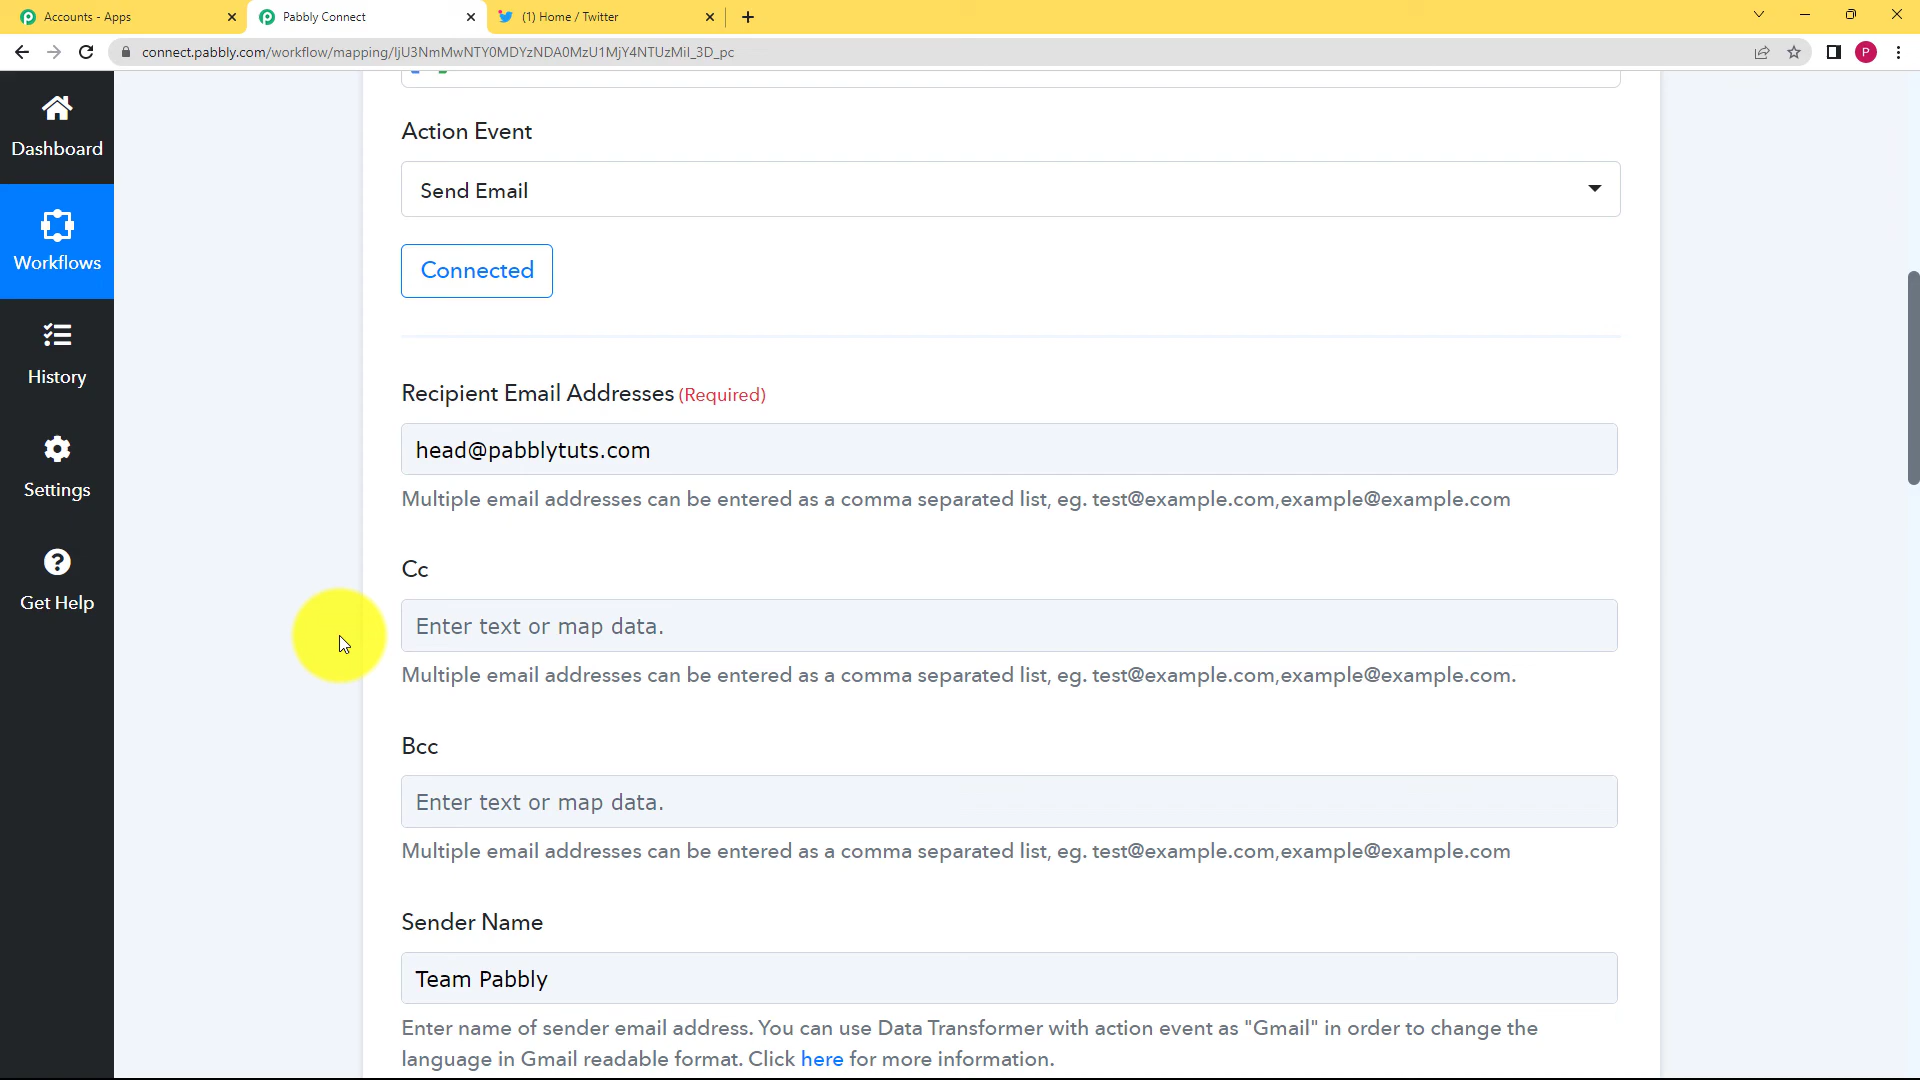 Accounts - Apps
Pabbly Connect
(1) Home / Twitter
connect.pabbly.com/workflow/mapping/IjU3NmMwNTY0MDYzNDA0MzU1MjY4NTUzMiI_3D_pc
P
Dashboard
Workflows
History
Settings
Get Help
Action Event
Send Email
Connected
Recipient Email Addresses (Required)
head@pabblytuts.com
Multiple email addresses can be entered as a comma separated list, eg. test@example.com,example@example.com
Cc
Enter text or map data.
Multiple email addresses can be entered as a comma separated list, eg. test@example.com,example@example.com.
Bcc
Enter text or map data.
Multiple email addresses can be entered as a comma separated list, eg. test@example.com,example@example.com
Sender Name
Team Pabbly
Enter name of sender email address. You can use Data Transformer with action event as "Gmail" in order to change the
language in Gmail readable format. Click here for more information.